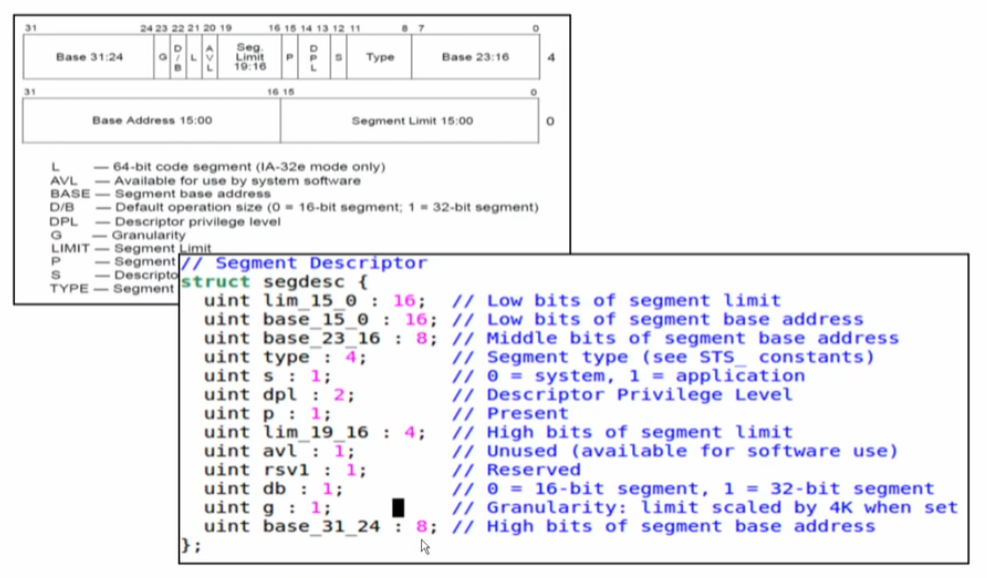 31 24 23 22 21 20 19 16 15 14 13 12 11 8 7 0
Base 31:24 G D/B L AVL Seg. Limit 19:16 P DPL S Type Base 23:16 4
31 16 15 0
Base Address 15:00 Segment Limit 15:00 0
L — 64-bit code segment (IA-32e mode only)
AVL — Available for use by system software
BASE — Segment base address
D/B — Default operation size (0 = 16-bit segment; 1 = 32-bit segment)
DPL — Descriptor privilege level
G — Granularity
LIMIT — Segment Limit
P — Segment
S — Descripto
TYPE — Segment
// Segment Descriptor
struct segdesc {
uint lim_15_0 : 16; // Low bits of segment limit
uint base_15_0 : 16; // Low bits of segment base address
uint base_23_16 : 8; // Middle bits of segment base address
uint type : 4; // Segment type (see STS_ constants)
uint s : 1; // 0 = system, 1 = application
uint dpl : 2; // Descriptor Privilege Level
uint p : 1; // Present
uint lim_19_16 : 4; // High bits of segment limit
uint avl : 1; // Unused (available for software use)
uint rsv1 : 1; // Reserved
uint db : 1; // 0 = 16-bit segment, 1 = 32-bit segment
uint g : 1; // Granularity: limit scaled by 4K when set
uint base_31_24 : 8; // High bits of segment base address
};